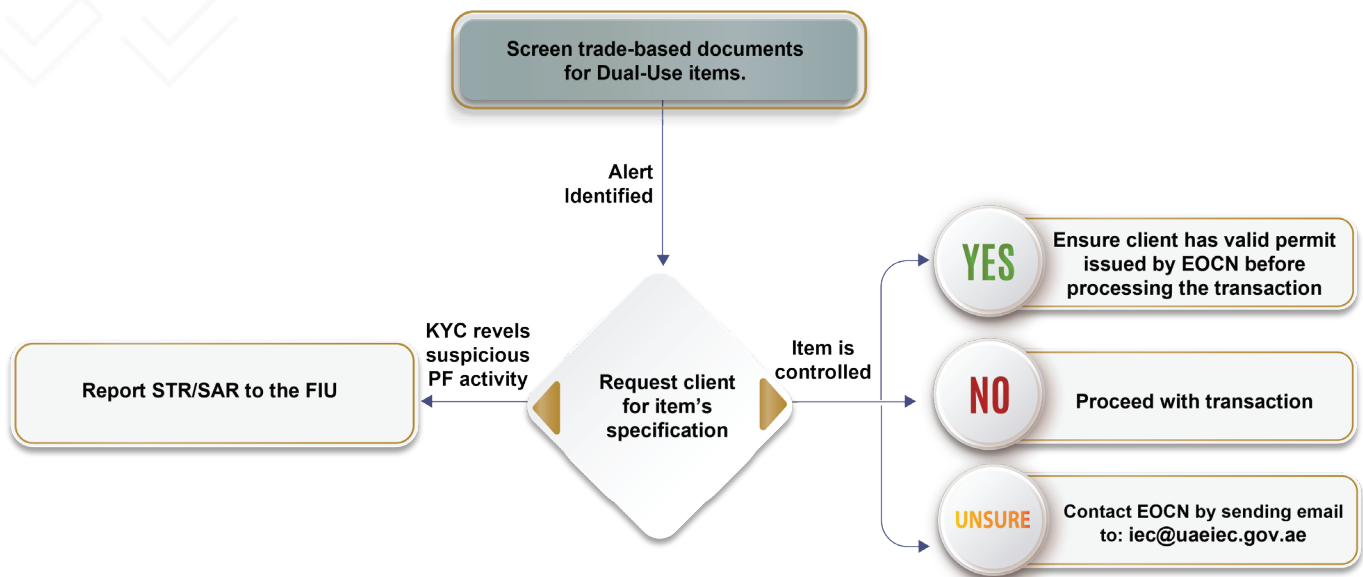 Screen trade-based documents
for Dual-Use items.
Alert
Identified
KYC revels
suspicious
PF activity
Report STR/SAR to the FIU
Request client
for item's
specification
Item is
controlled
YES
Ensure client has valid permit
issued by EOCN before
processing the transaction
NO
Proceed with transaction
UNSURE
Contact EOCN by sending email
to: iec@uaeiec.gov.ae